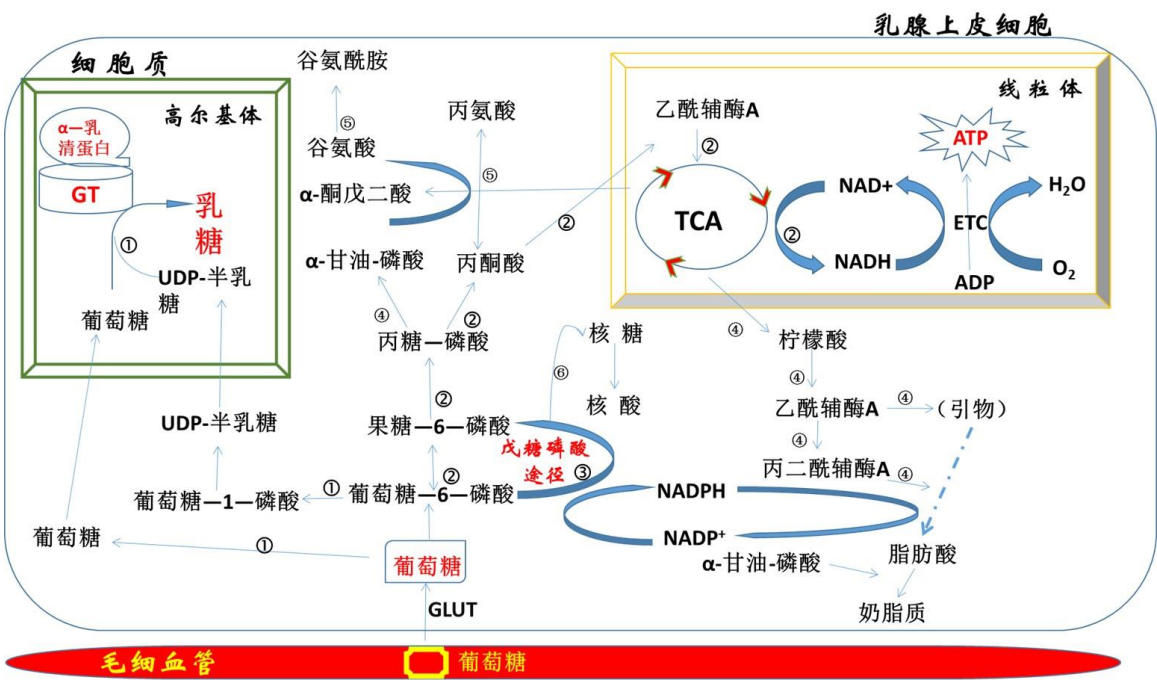 乳腺上皮细胞
细胞质
高尔基体
α—乳
清蛋白
GT
乳
糖
①
UDP-半乳
糖
葡萄糖
谷氨酰胺
⑤
谷氨酸
α-酮戊二酸
丙氨酸
⑤
α-甘油-磷酸
丙酮酸
②
④
②
丙糖—磷酸
②
果糖—6—磷酸
②
葡萄糖—6—磷酸
①
葡萄糖—1—磷酸
UDP-半乳糖
葡萄糖
①
葡萄糖
GLUT
线粒体
乙酰辅酶A
②
TCA
NAD+
②
NADH
ATP
ETC
ADP
H₂O
O₂
④
柠檬酸
④
乙酰辅酶A
④
（引物）
④
丙二酰辅酶A
④
核糖
⑥
核酸
戊糖磷酸
途径
③
NADPH
NADP⁺
α-甘油-磷酸
脂肪酸
奶脂质
毛细血管
葡萄糖